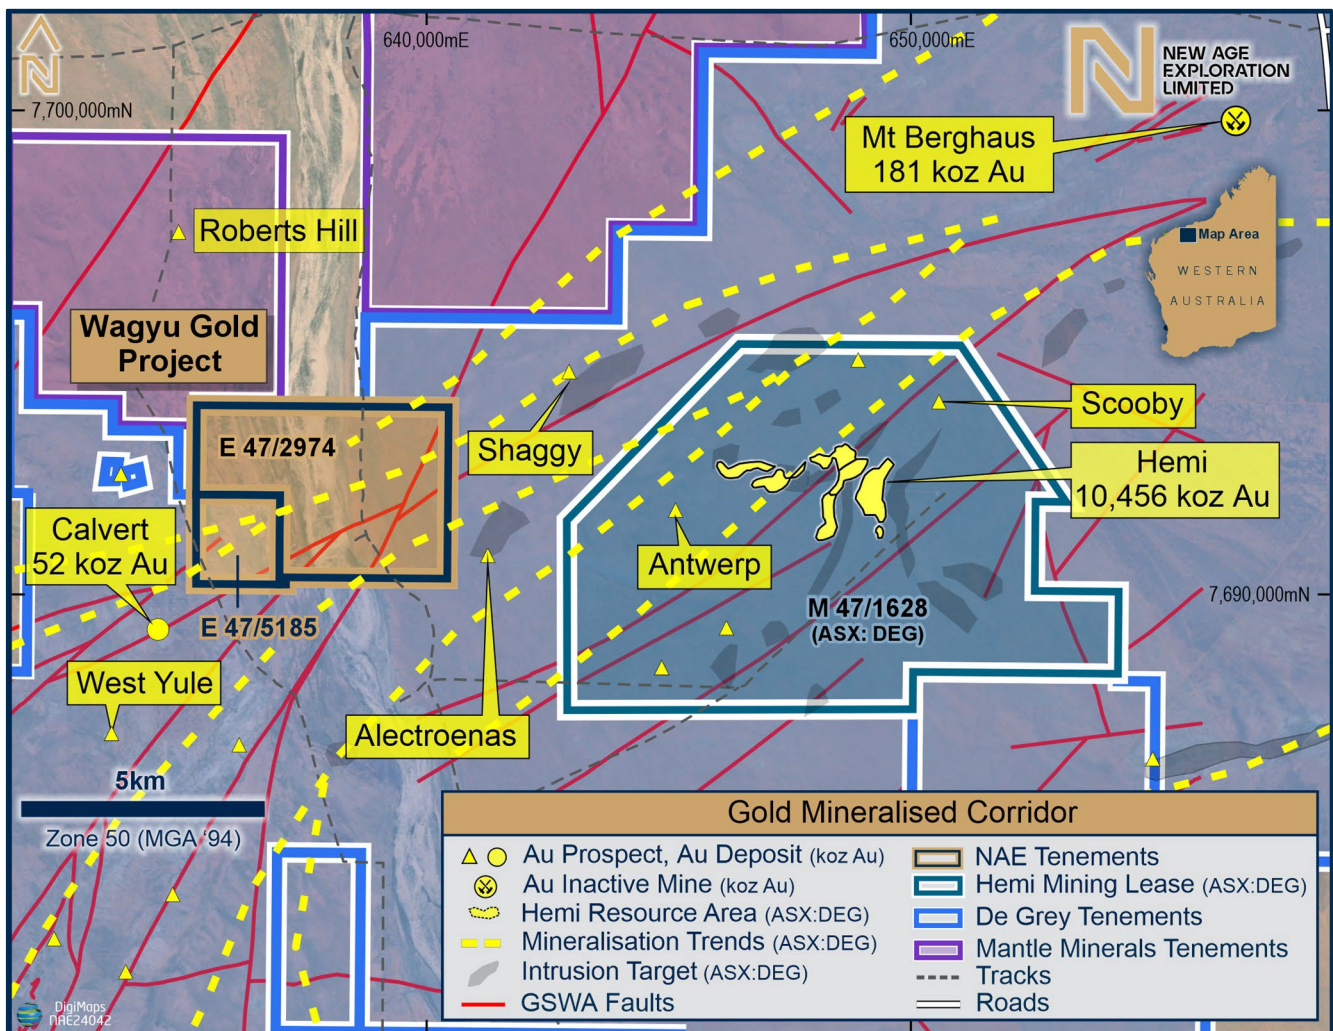 N
640,000mE
650,000mE
N
NEW AGE
EXPLORATION
LIMITED
7,700,000mN
Mt Berghaus
181 koz Au
Roberts Hill
Map Area
WESTERN
AUSTRALIA
Wagyu Gold
Project
Scooby
E 47/2974
Shaggy
Hemi
10,456 koz Au
Calvert
52 koz Au
Antwerp
7,690,000mN
M 47/1628
(ASX: DEG)
E 47/5185
West Yule
Alectroenas
5km
Zone 50 (MGA '94)
Gold Mineralised Corridor
Au Prospect, Au Deposit (koz Au)
Au Inactive Mine (koz Au)
Hemi Resource Area (ASX:DEG)
Mineralisation Trends (ASX:DEG)
Intrusion Target (ASX:DEG)
GSWA Faults
NAE Tenements
Hemi Mining Lease (ASX:DEG)
De Grey Tenements
Mantle Minerals Tenements
Tracks
Roads
DigiMaps
NAE24042